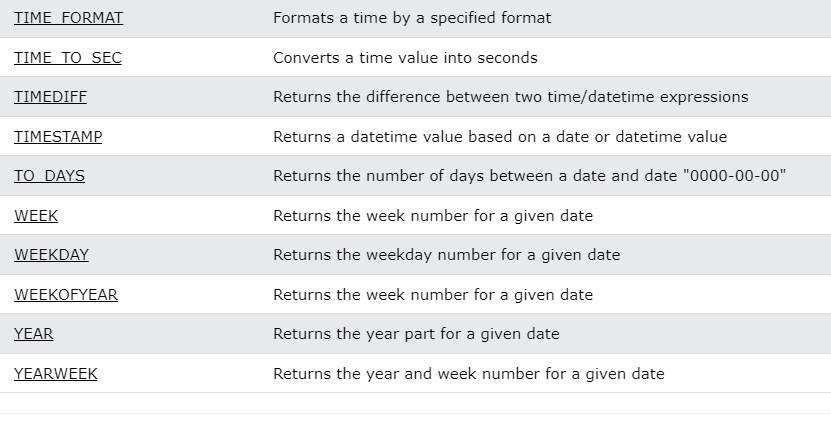 TIME_FORMAT Formats a time by a specified format
TIME_TO_SEC Converts a time value into seconds
TIMEDIFF Returns the difference between two time/datetime expressions
TIMESTAMP Returns a datetime value based on a date or datetime value
TO_DAYS Returns the number of days between a date and date "0000-00-00"
WEEK Returns the week number for a given date
WEEKDAY Returns the weekday number for a given date
WEEKOFYEAR Returns the week number for a given date
YEAR Returns the year part for a given date
YEARWEEK Returns the year and week number for a given date